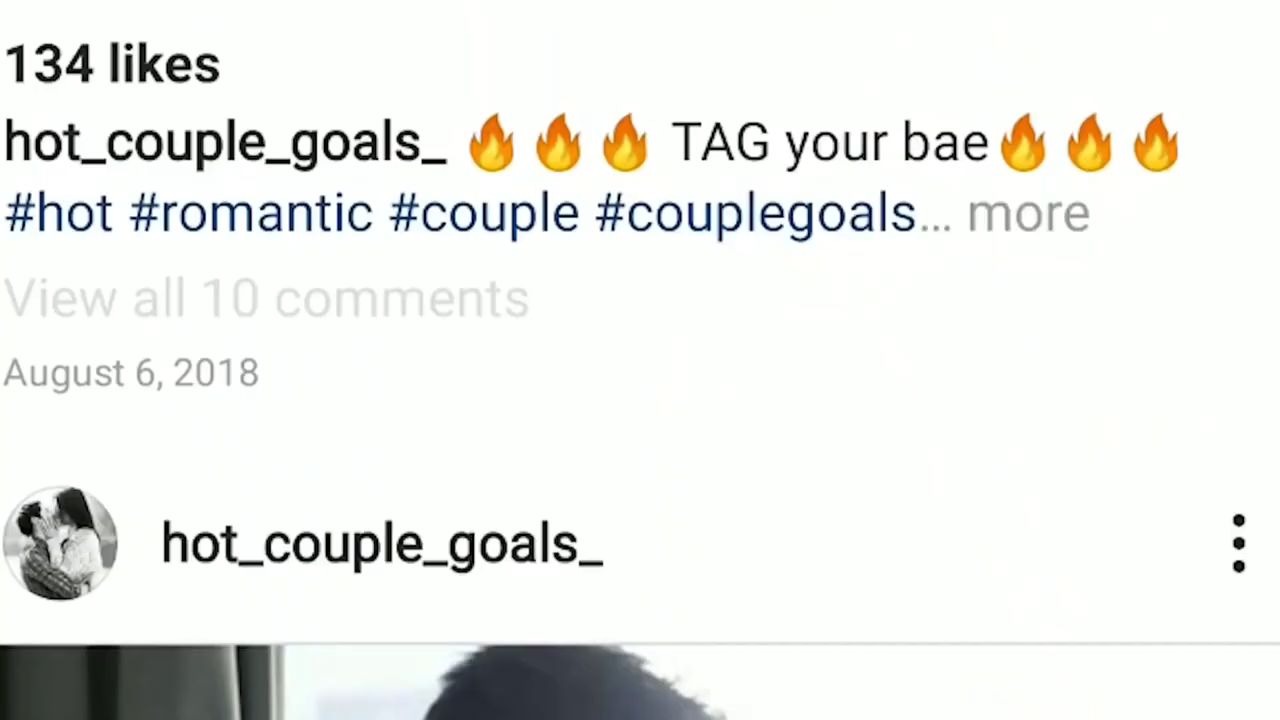 134 likes
hot_couple_goals_ 🔥🔥🔥 TAG your bae🔥🔥🔥
#hot #romantic #couple #couplegoals... more
View all 10 comments
August 6, 2018
hot_couple_goals_